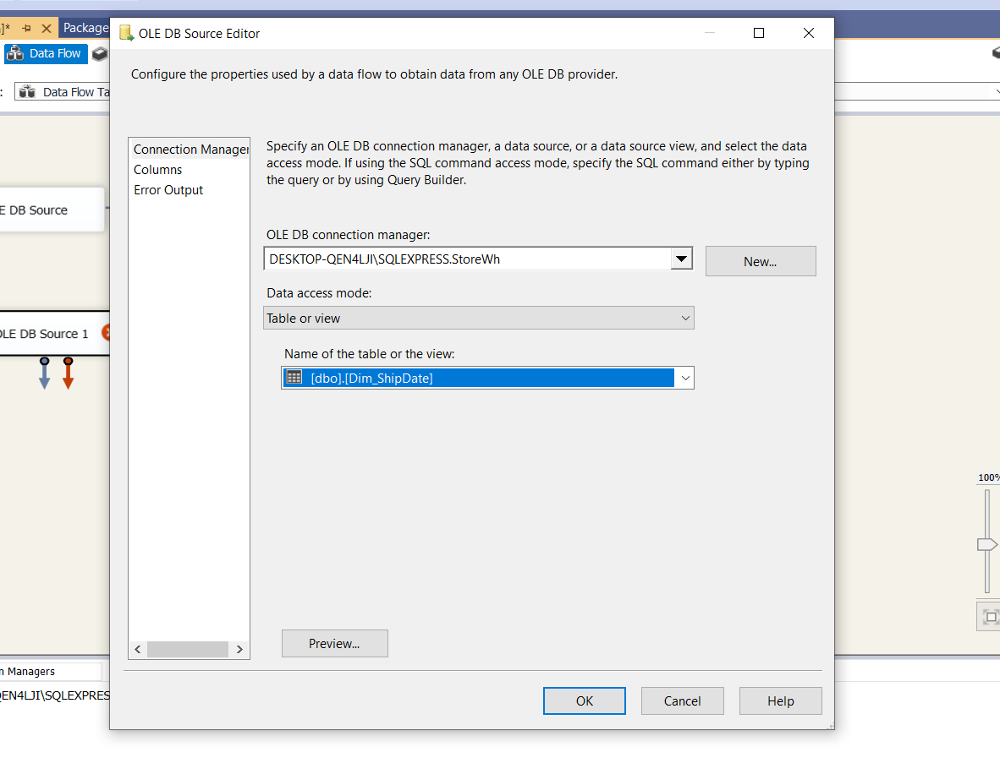 ]*
Package
OLE DB Source Editor
Data Flow
Configure the properties used by a data flow to obtain data from any OLE DB provider.
:
Data Flow Ta
Connection Manager
Columns
Error Output
Specify an OLE DB connection manager, a data source, or a data source view, and select the data
access mode. If using the SQL command access mode, specify the SQL command either by typing
the query or by using Query Builder.
E DB Source
OLE DB connection manager:
DESKTOP-QEN4LJI\SQLEXPRESS.StoreWh
New...
Data access mode:
Table or view
OLE DB Source 1
Name of the table or the view:
[dbo].[Dim_ShipDate]
100%
Preview...
n Managers
QEN4LJI\SQLEXPRES
OK
Cancel
Help